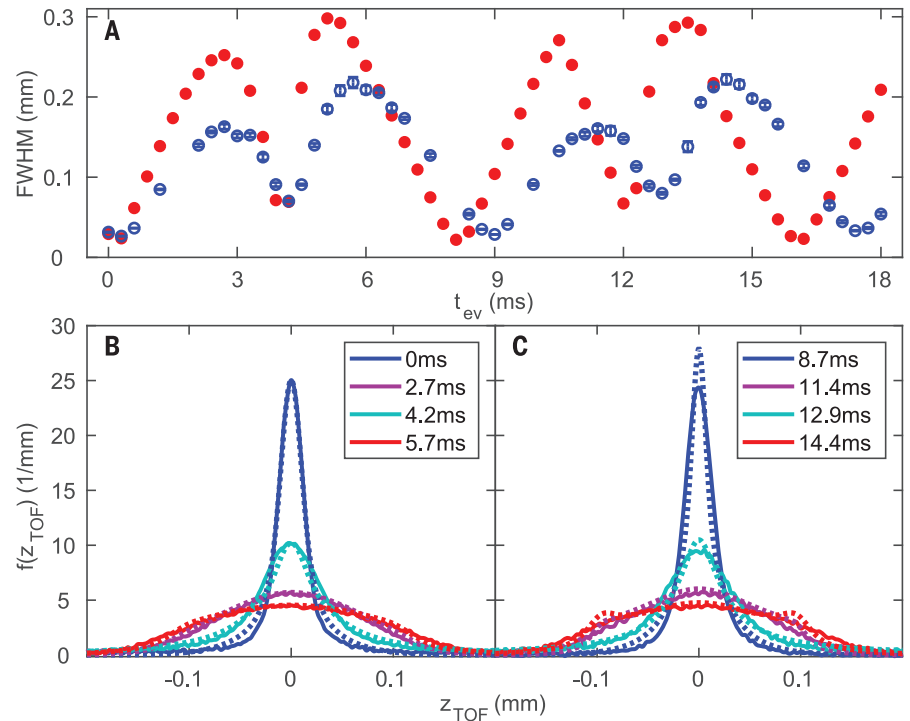 A
0.3
0.2
0.1
0
FWHM (mm)
0 3 6 9 12 15 18
t_ev (ms)
B
0ms
2.7ms
4.2ms
5.7ms
C
8.7ms
11.4ms
12.9ms
14.4ms
30
25
20
15
10
5
0
f(z_TOF) (1/mm)
-0.1 0 0.1 -0.1 0 0.1
z_TOF (mm)